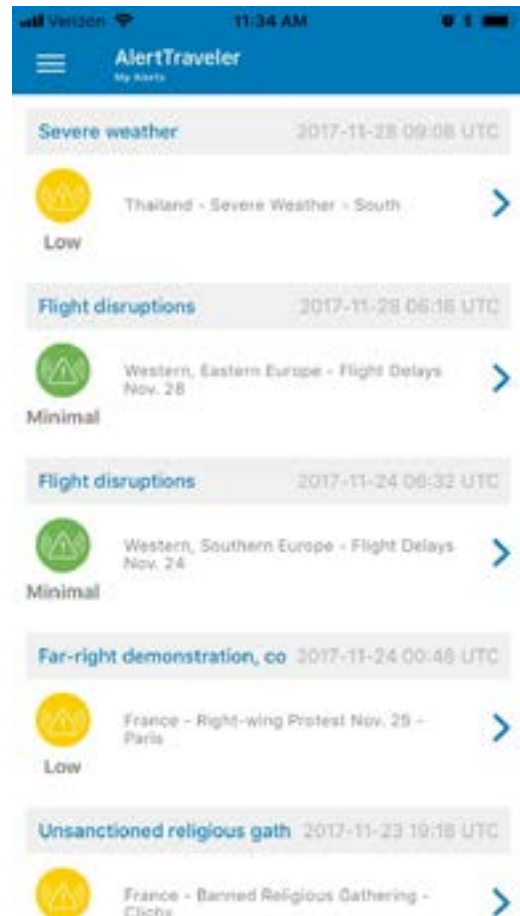 Verizon 11:34 AM
AlertTraveler
My Alerts
Severe weather 2017-11-28 09:08 UTC
Thailand - Severe Weather - South
Low
Flight disruptions 2017-11-28 06:16 UTC
Western, Eastern Europe - Flight Delays
Nov. 28
Minimal
Flight disruptions 2017-11-24 06:32 UTC
Western, Southern Europe - Flight Delays
Nov. 24
Minimal
Far-right demonstration, co 2017-11-24 00:48 UTC
France - Right-wing Protest Nov. 25 -
Paris
Low
Unsanctioned religious gath 2017-11-23 19:18 UTC
France - Banned Religious Gathering -
Clichy